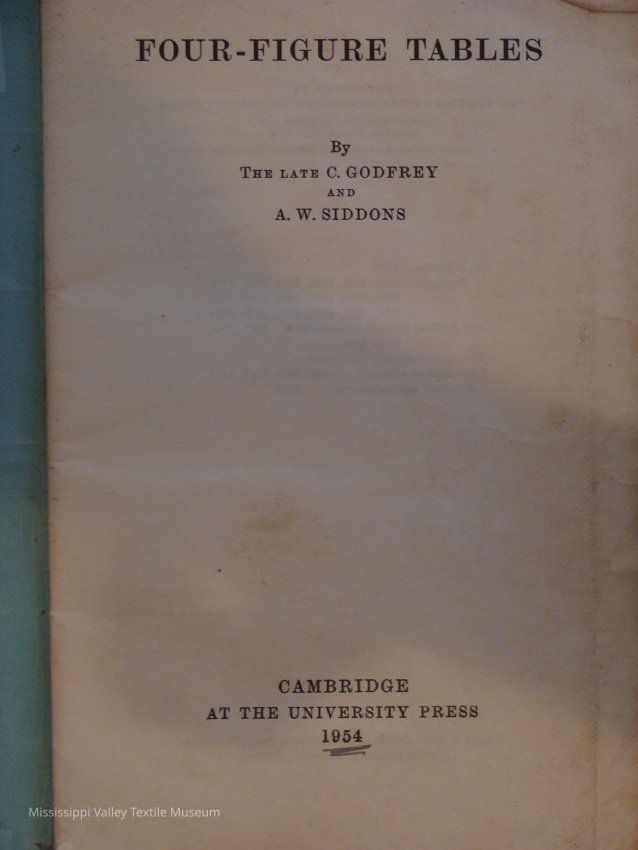 FOUR-FIGURE TABLES
By
THE LATE C. GODFREY
AND
A. W. SIDDONS
CAMBRIDGE
AT THE UNIVERSITY PRESS
1954
Mississippi Valley Textile Museum